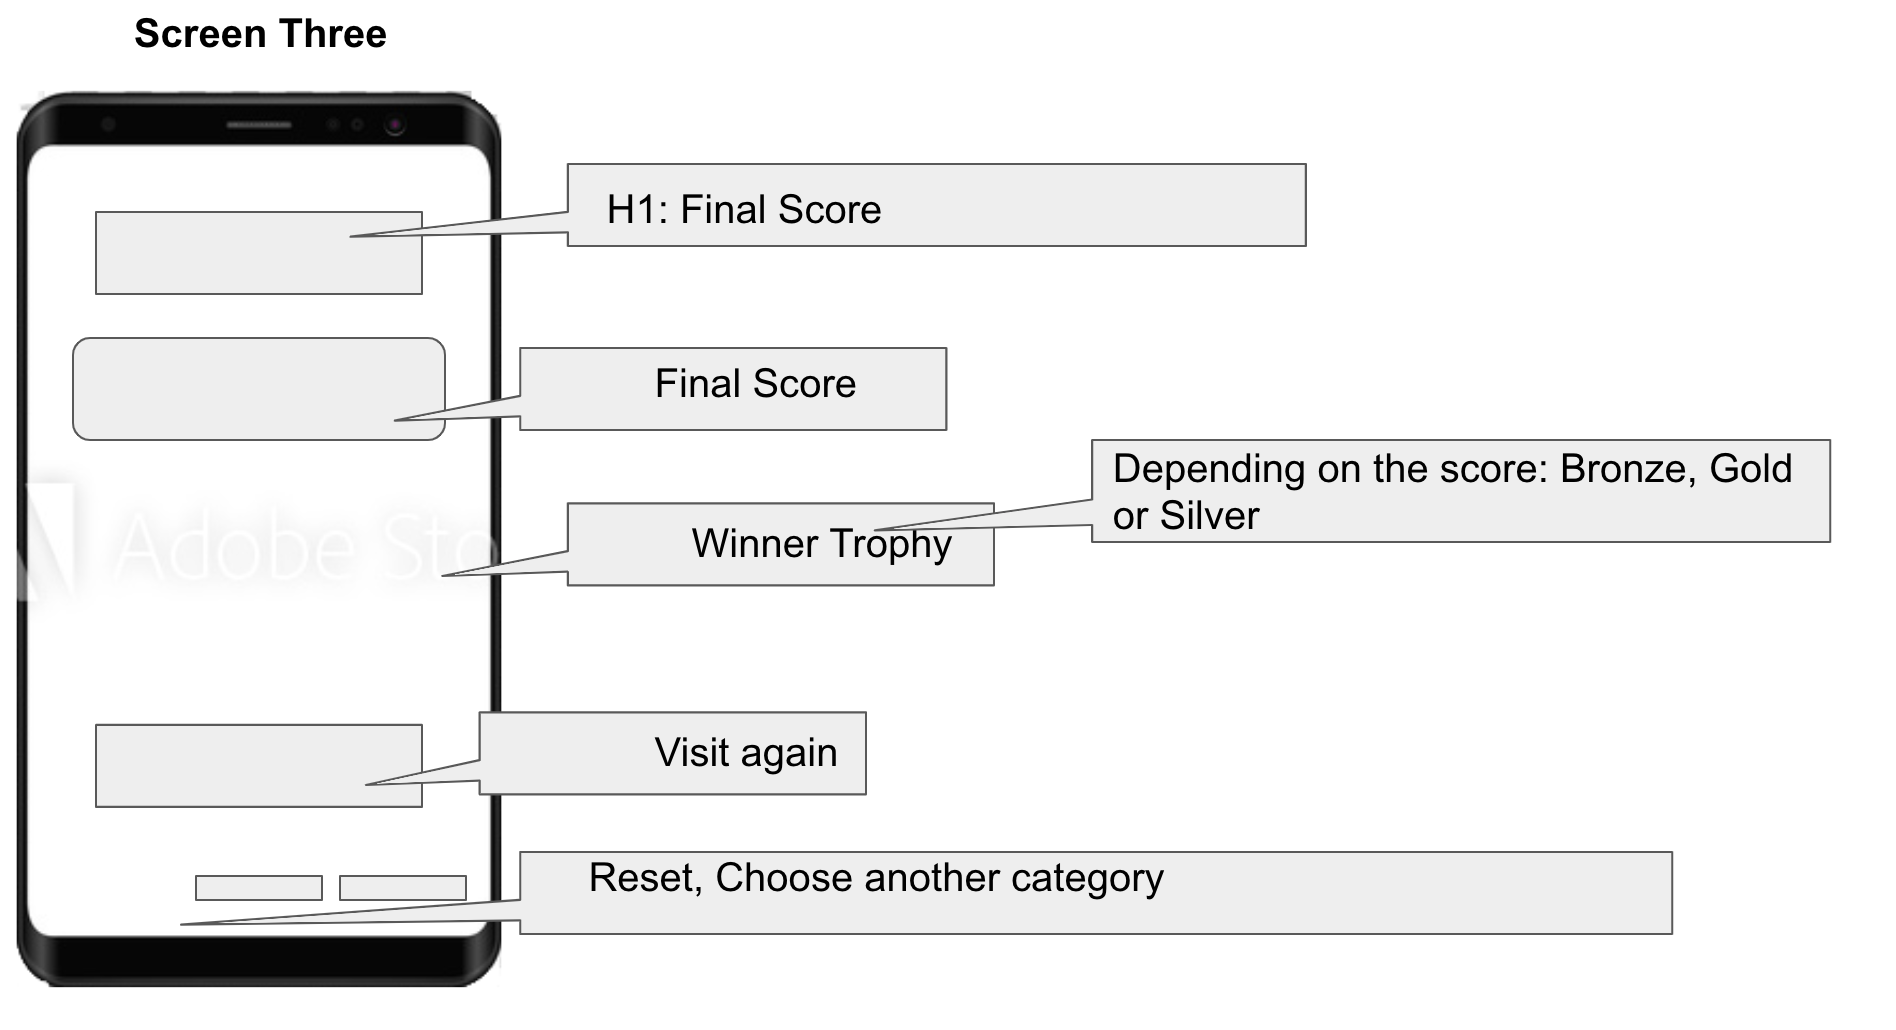 Screen Three
H1: Final Score
Final Score
Depending on the score: Bronze, Gold
or Silver
Winner Trophy
Adobe Sto
Visit again
Reset, Choose another category